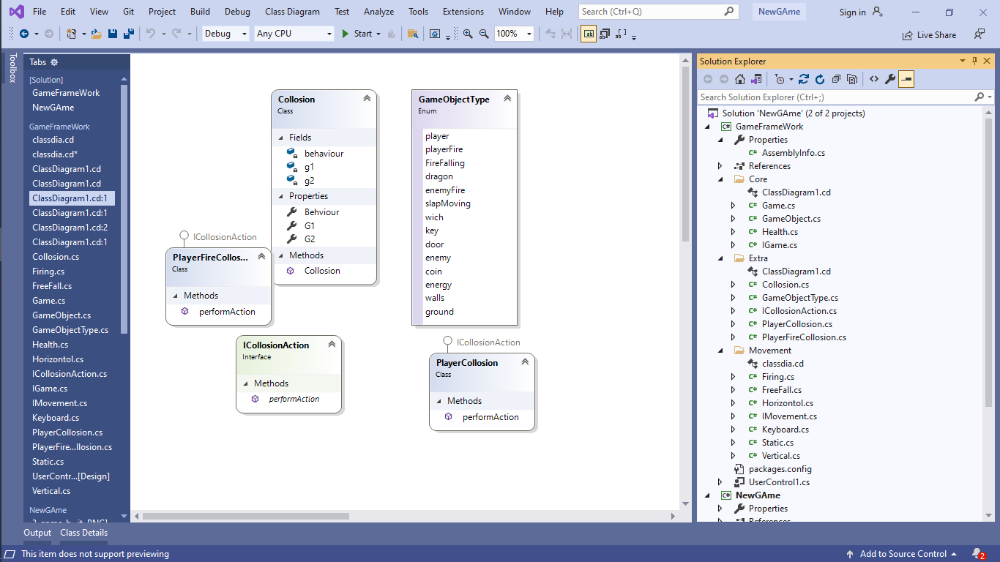 File Edit View Git Project Build Debug Class Diagram Test Analyze Tools Extensions Window Help Search (Ctrl+Q) NewGAme Sign in
Debug Any CPU Start 100% Live Share
Toolbox
Tabs
[Solution]
GameFrameWork
NewGAme
GameFrameWork
classdia.cd
classdia.cd*
ClassDiagram1.cd
ClassDiagram1.cd
ClassDiagram1.cd:1
ClassDiagram1.cd:1
ClassDiagram1.cd:2
ClassDiagram1.cd:1
Collosion.cs
Firing.cs
FreeFall.cs
Game.cs
GameObject.cs
GameObjectType.cs
Health.cs
Horizontol.cs
ICollosionAction.cs
IGame.cs
IMovement.cs
Keyboard.cs
PlayerCollosion.cs
PlayerFire...llosion.cs
Static.cs
UserContr...[Design]
Vertical.cs
NewGAme
Collosion
Class
Fields
behaviour
g1
g2
Properties
Behviour
G1
G2
Methods
Collosion
GameObjectType
Enum
player
playerFire
FireFalling
dragon
enemyFire
slapMoving
wich
key
door
enemy
coin
energy
walls
ground
ICollosionAction
PlayerFireCollos...
Class
Methods
performAction
ICollosionAction
Interface
Methods
performAction
ICollosionAction
PlayerCollosion
Class
Methods
performAction
Solution Explorer
Search Solution Explorer (Ctrl+;)
Solution 'NewGAme' (2 of 2 projects)
C# GameFrameWork
Properties
C# AssemblyInfo.cs
References
Core
ClassDiagram1.cd
C# Game.cs
C# GameObject.cs
C# Health.cs
C# IGame.cs
Extra
ClassDiagram1.cd
C# Collosion.cs
C# GameObjectType.cs
C# ICollosionAction.cs
C# PlayerCollosion.cs
C# PlayerFireCollosion.cs
Movement
classdia.cd
C# Firing.cs
C# FreeFall.cs
C# Horizontol.cs
C# IMovement.cs
C# Keyboard.cs
C# Static.cs
C# Vertical.cs
packages.config
UserControl1.cs
C# NewGAme
Properties
References
Output Class Details
This item does not support previewing Add to Source Control 2